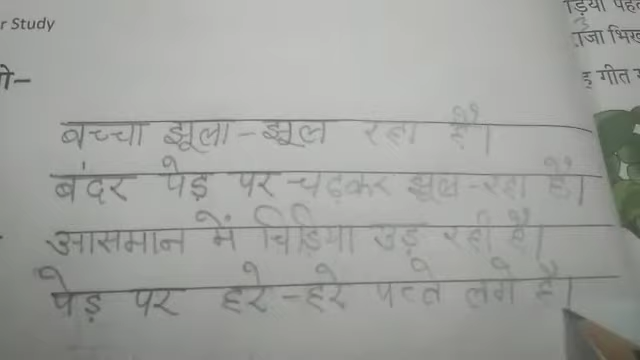 r Study
बच्चा झूला-झूल रहा है।
बंदर पेड़ पर चढ़कर झूल-रहा है।
आसमान में चिड़िया उड़ रही है।
पेड़ पर हरे-हरे पत्ते लगे है।